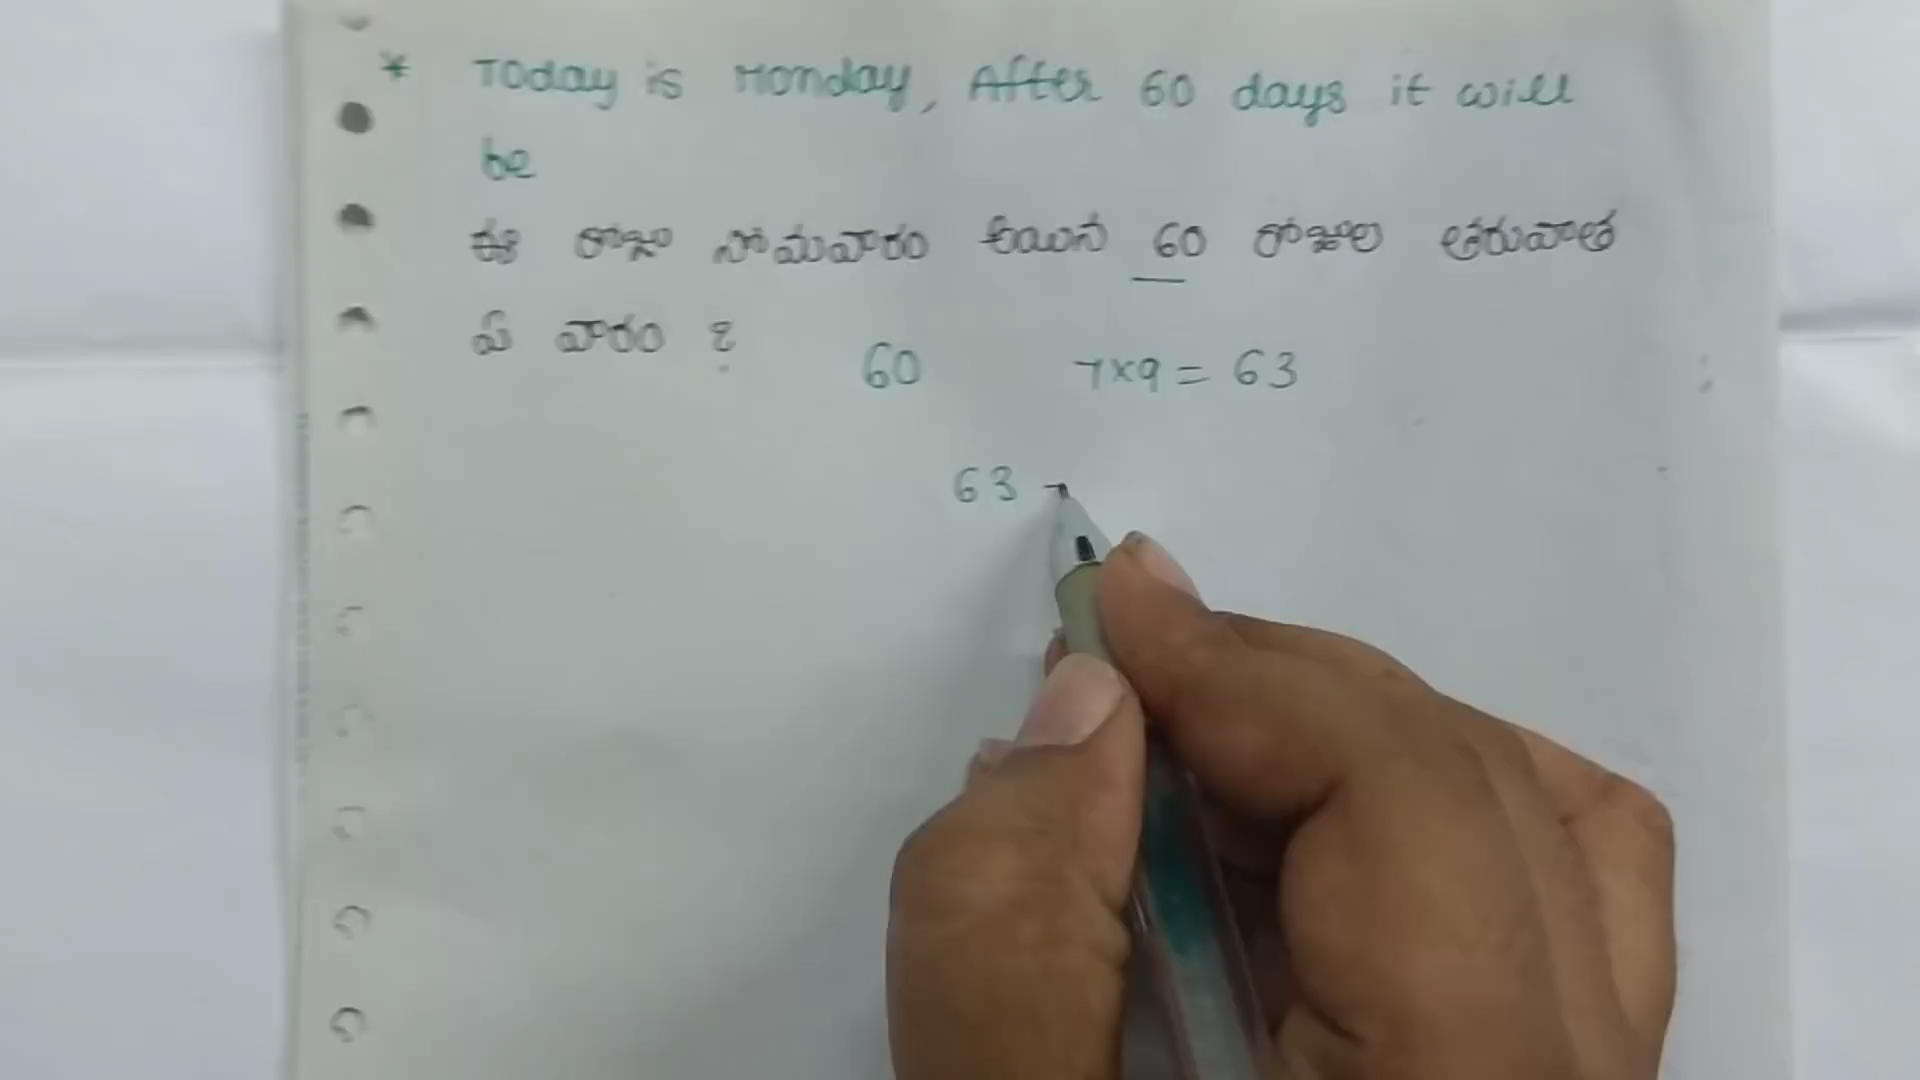 * Today is Monday, After 60 days it will
be
ఈ రోజు సోమవారం అయిన 60 రోజుల తరువాత
ఏ వారం ?
60 7x9 = 63
63 -